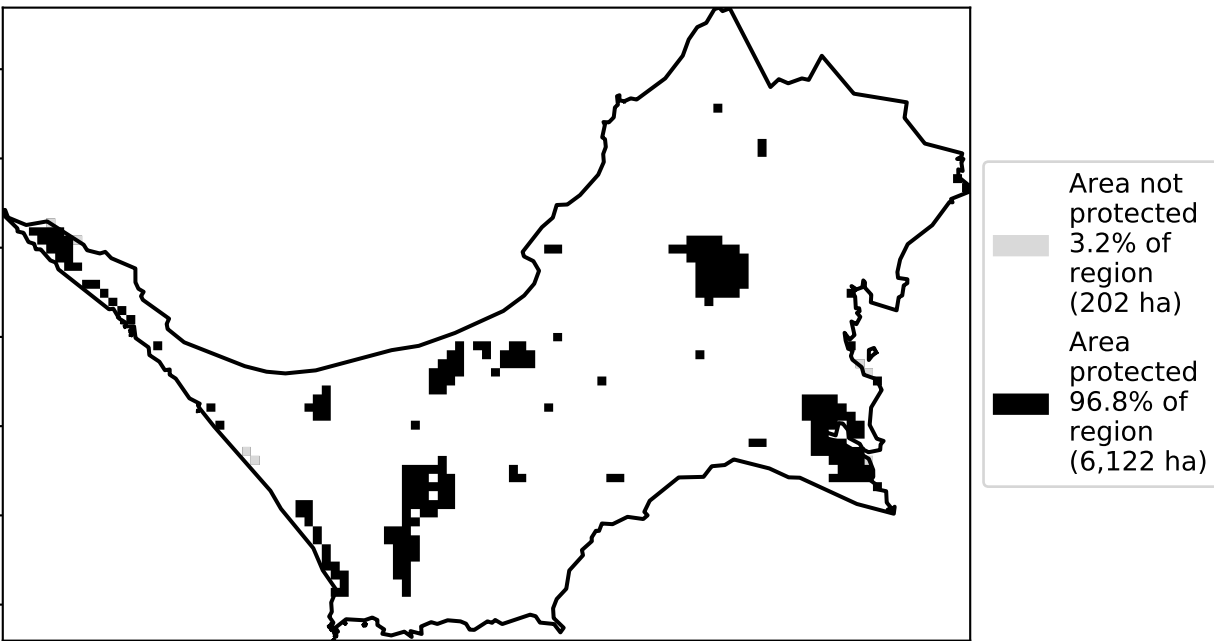 Area not
protected
3.2% of
region
(202 ha)
Area
protected
96.8% of
region
(6,122 ha)